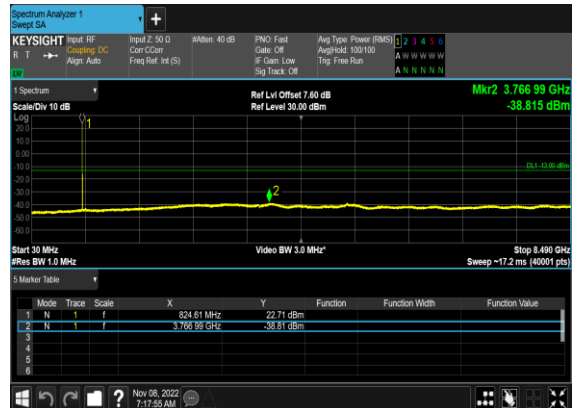 Spectrum Analyzer 1
Swept SA
+
KEYSIGHT Input: RF Input Z: 50 Ω #Atten: 40 dB PNO: Fast Avg Type: Power (RMS) 1 2 3 4 5 6
R T Coupling: DC Corr CCorr Gate: Off Avg|Hold: 100/100 A W W W W W
Align: Auto Freq Ref: Int (S) IF Gain: Low Trig: Free Run
LW Sig Track: Off A N N N N N
1 Spectrum Ref Lvl Offset 7.60 dB Mkr2 3.766 99 GHz
Scale/Div 10 dB Ref Level 30.00 dBm -38.815 dBm
Log
1
20.0
10.0
0.00
-10.0
DL1 -13.00 dBm
-20.0
-30.0
2
-40.0
-50.0
-60.0
Start 30 MHz Video BW 3.0 MHz* Stop 8.490 GHz
#Res BW 1.0 MHz Sweep ~17.2 ms (40001 pts)
5 Marker Table
Mode Trace Scale X Y Function Function Width Function Value
1 N 1 f 824.61 MHz 22.71 dBm
2 N 1 f 3.766 99 GHz -38.81 dBm
3
4
5
6
? Nov 08, 2022
7:17:55 AM